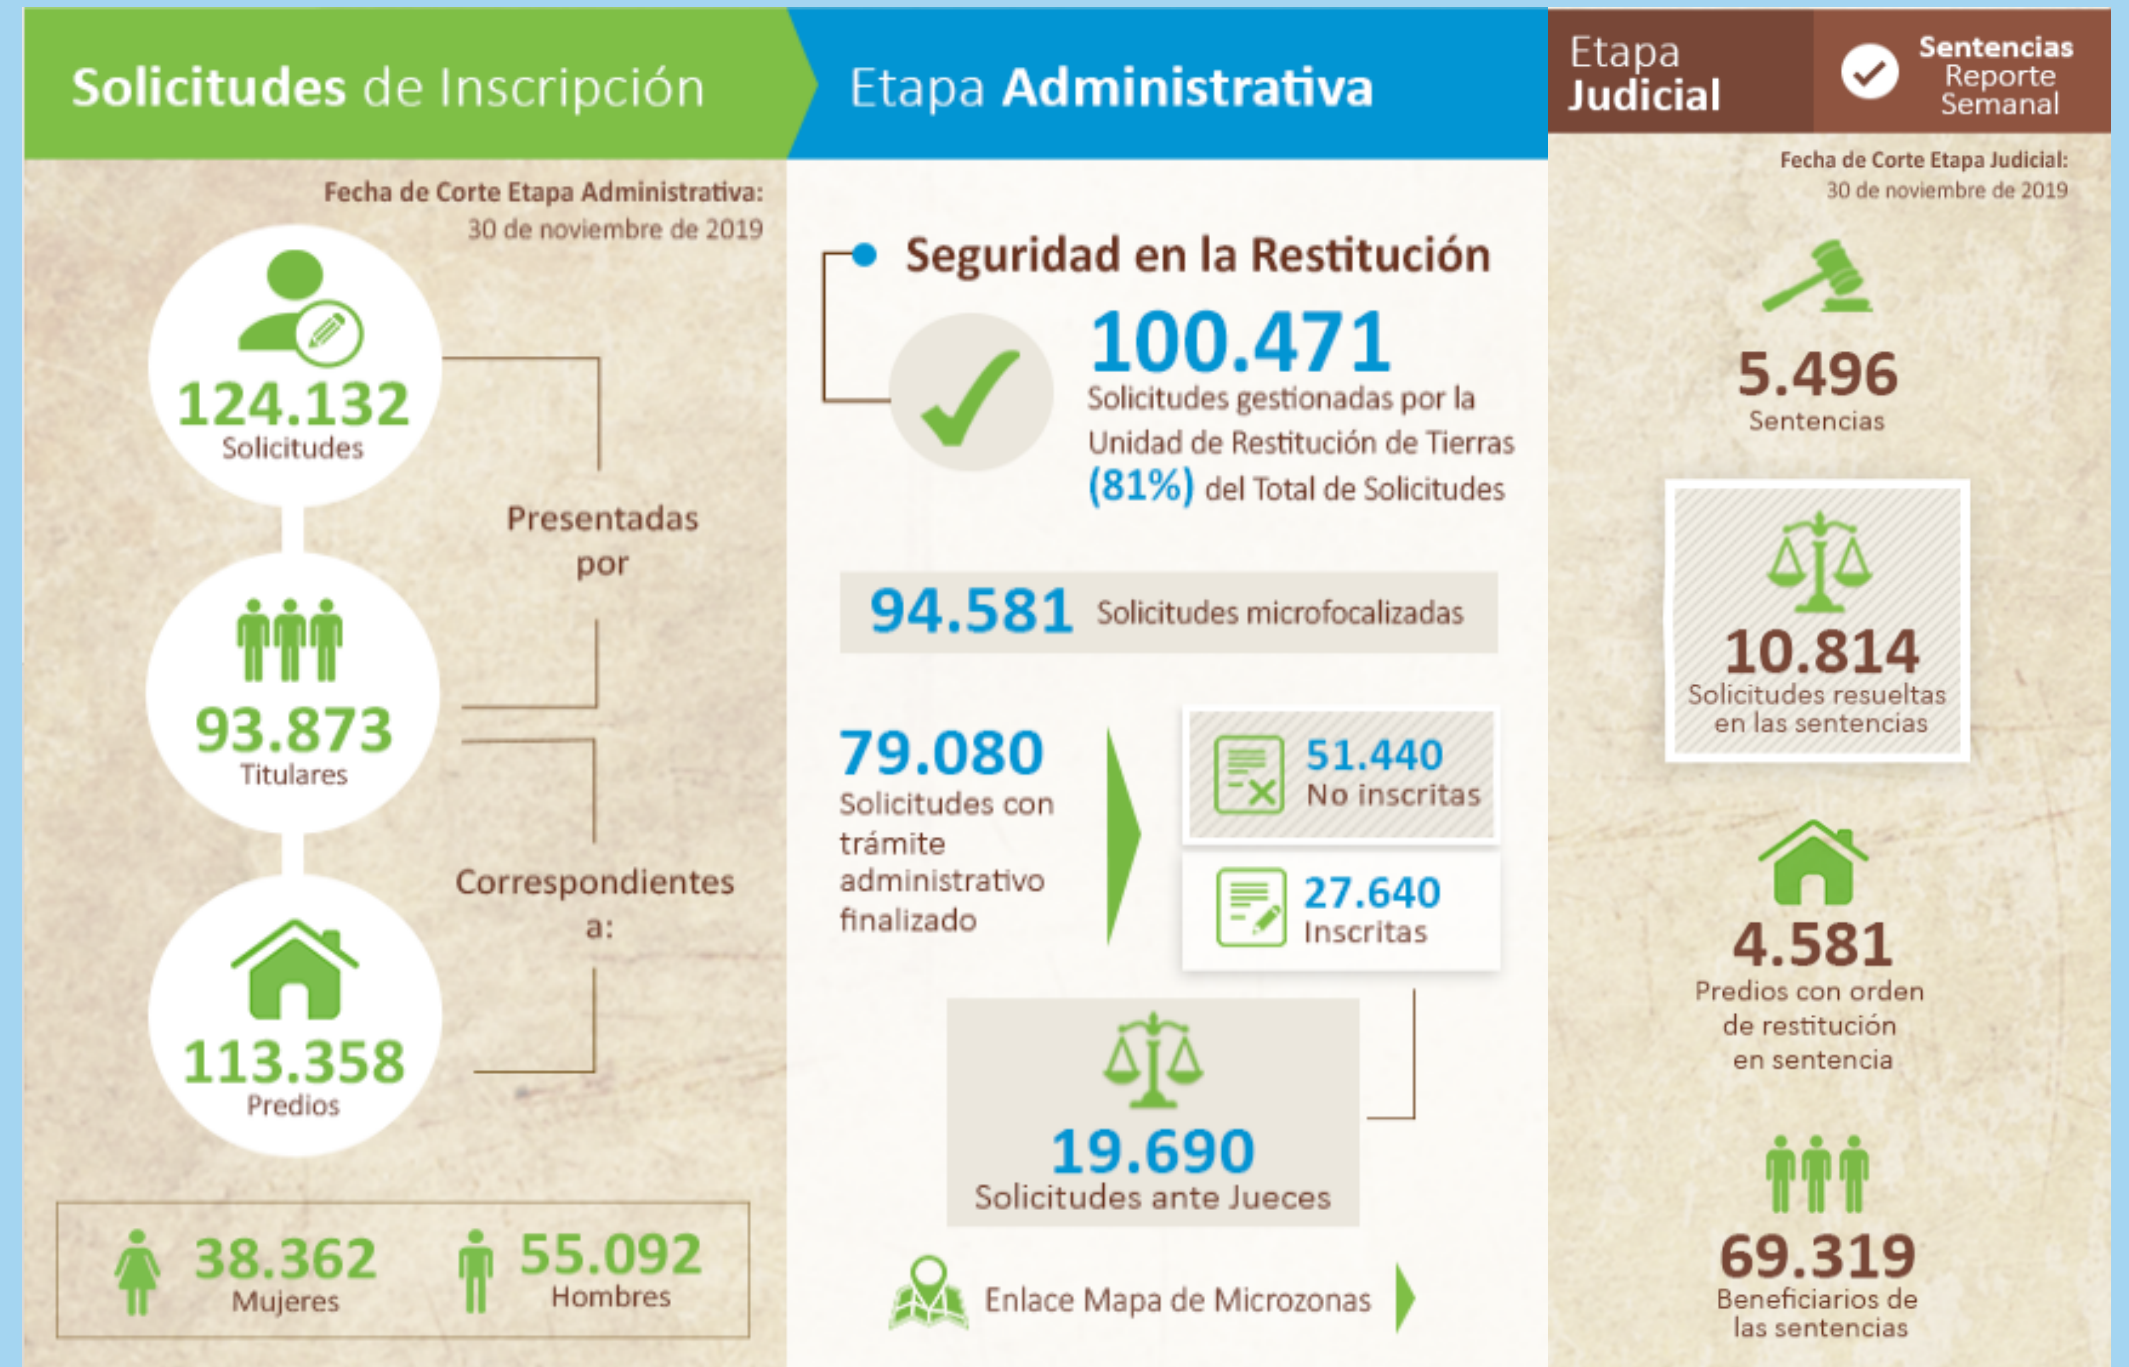 Solicitudes de Inscripción
Fecha de Corte Etapa Administrativa:
30 de noviembre de 2019
124.132
Solicitudes
Presentadas
por
93.873
Titulares
Correspondientes
a:
113.358
Predios
38.362
Mujeres
55.092
Hombres
Etapa Administrativa
Seguridad en la Restitución
100.471
Solicitudes gestionadas por la
Unidad de Restitución de Tierras
(81%) del Total de Solicitudes
94.581 Solicitudes microfocalizadas
79.080
Solicitudes con
trámite
administrativo
finalizado
51.440
No inscritas
27.640
Inscritas
19.690
Solicitudes ante Jueces
Enlace Mapa de Microzonas
Etapa
Judicial
Sentencias
Reporte
Semanal
Fecha de Corte Etapa Judicial:
30 de noviembre de 2019
5.496
Sentencias
10.814
Solicitudes resueltas
en las sentencias
4.581
Predios con orden
de restitución
en sentencia
69.319
Beneficiarios de
las sentencias